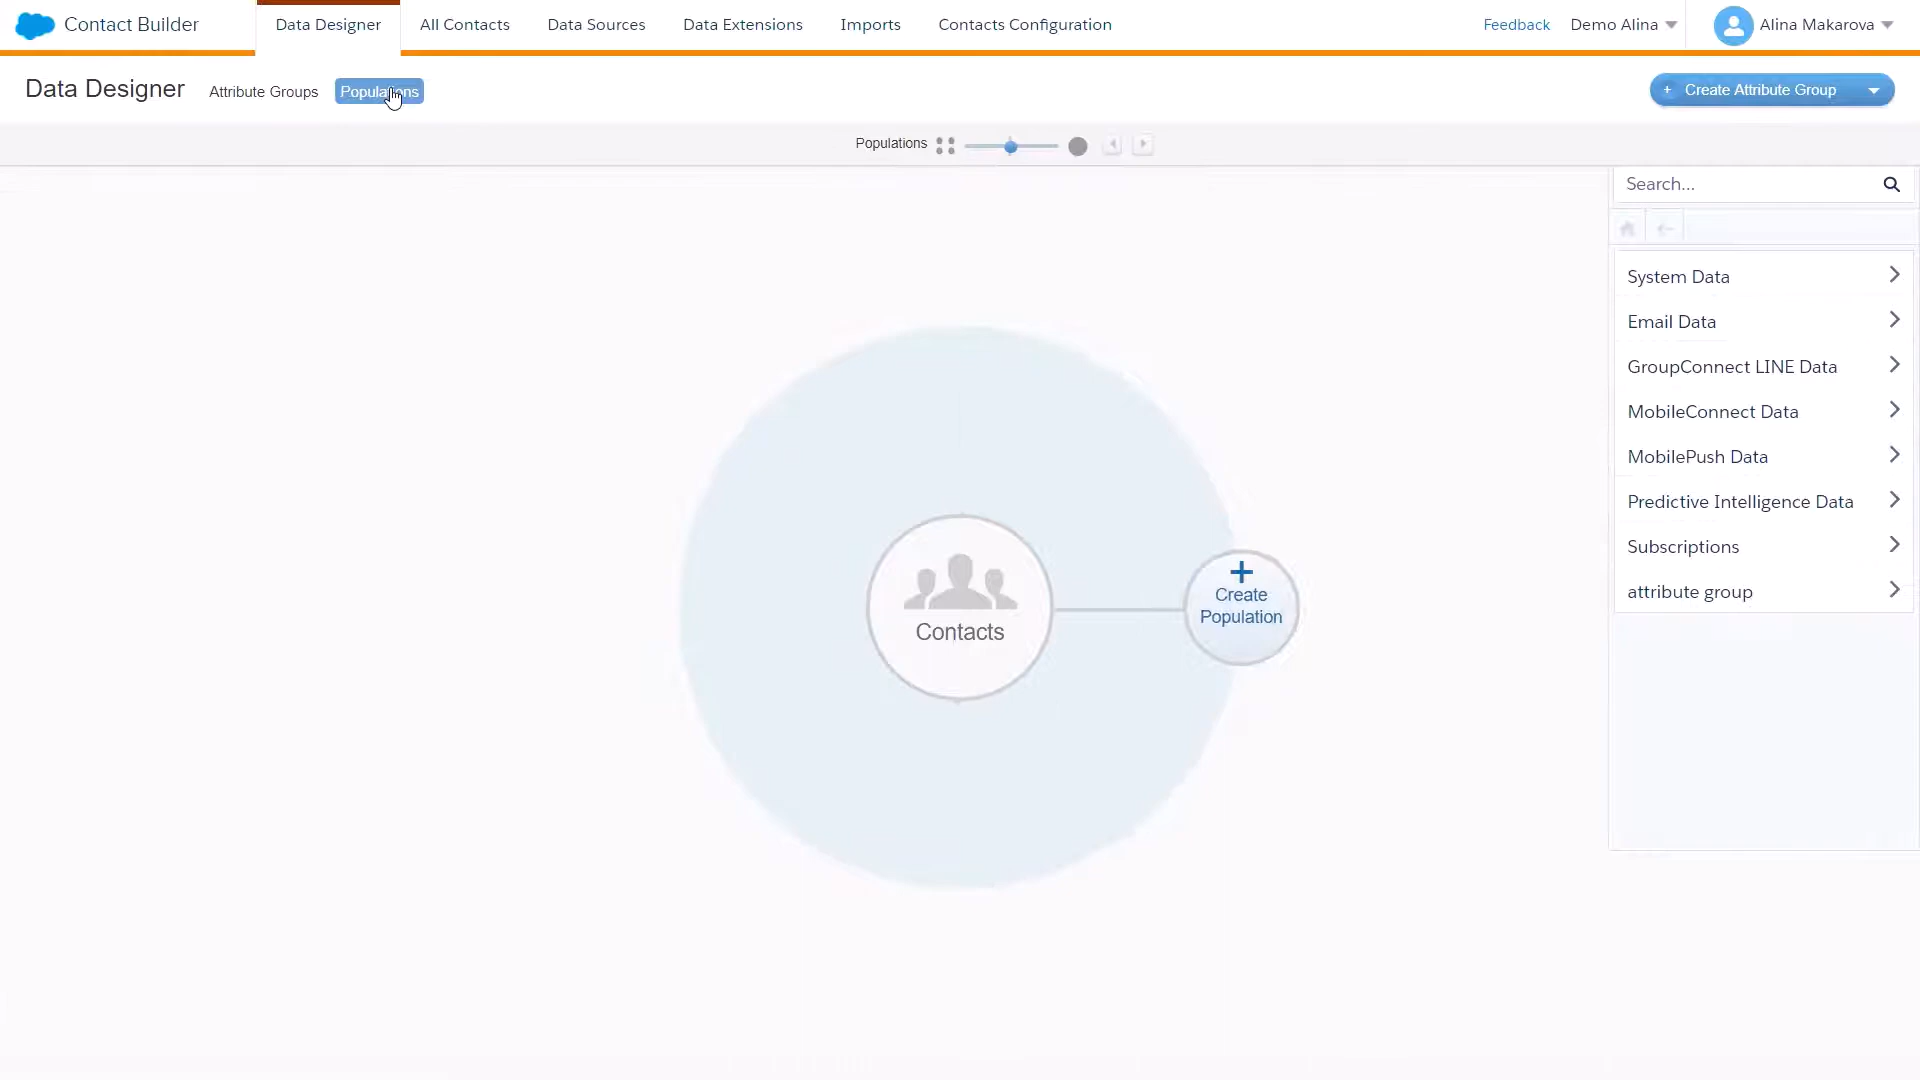 Contact Builder
Data Designer
All Contacts
Data Sources
Data Extensions
Imports
Contacts Configuration
Feedback
Demo Alina
Alina Makarova
Data Designer
Attribute Groups
Populations
+ Create Attribute Group
Populations
Search...
System Data
Email Data
GroupConnect LINE Data
MobileConnect Data
MobilePush Data
Predictive Intelligence Data
Subscriptions
attribute group
Contacts
Create
Population